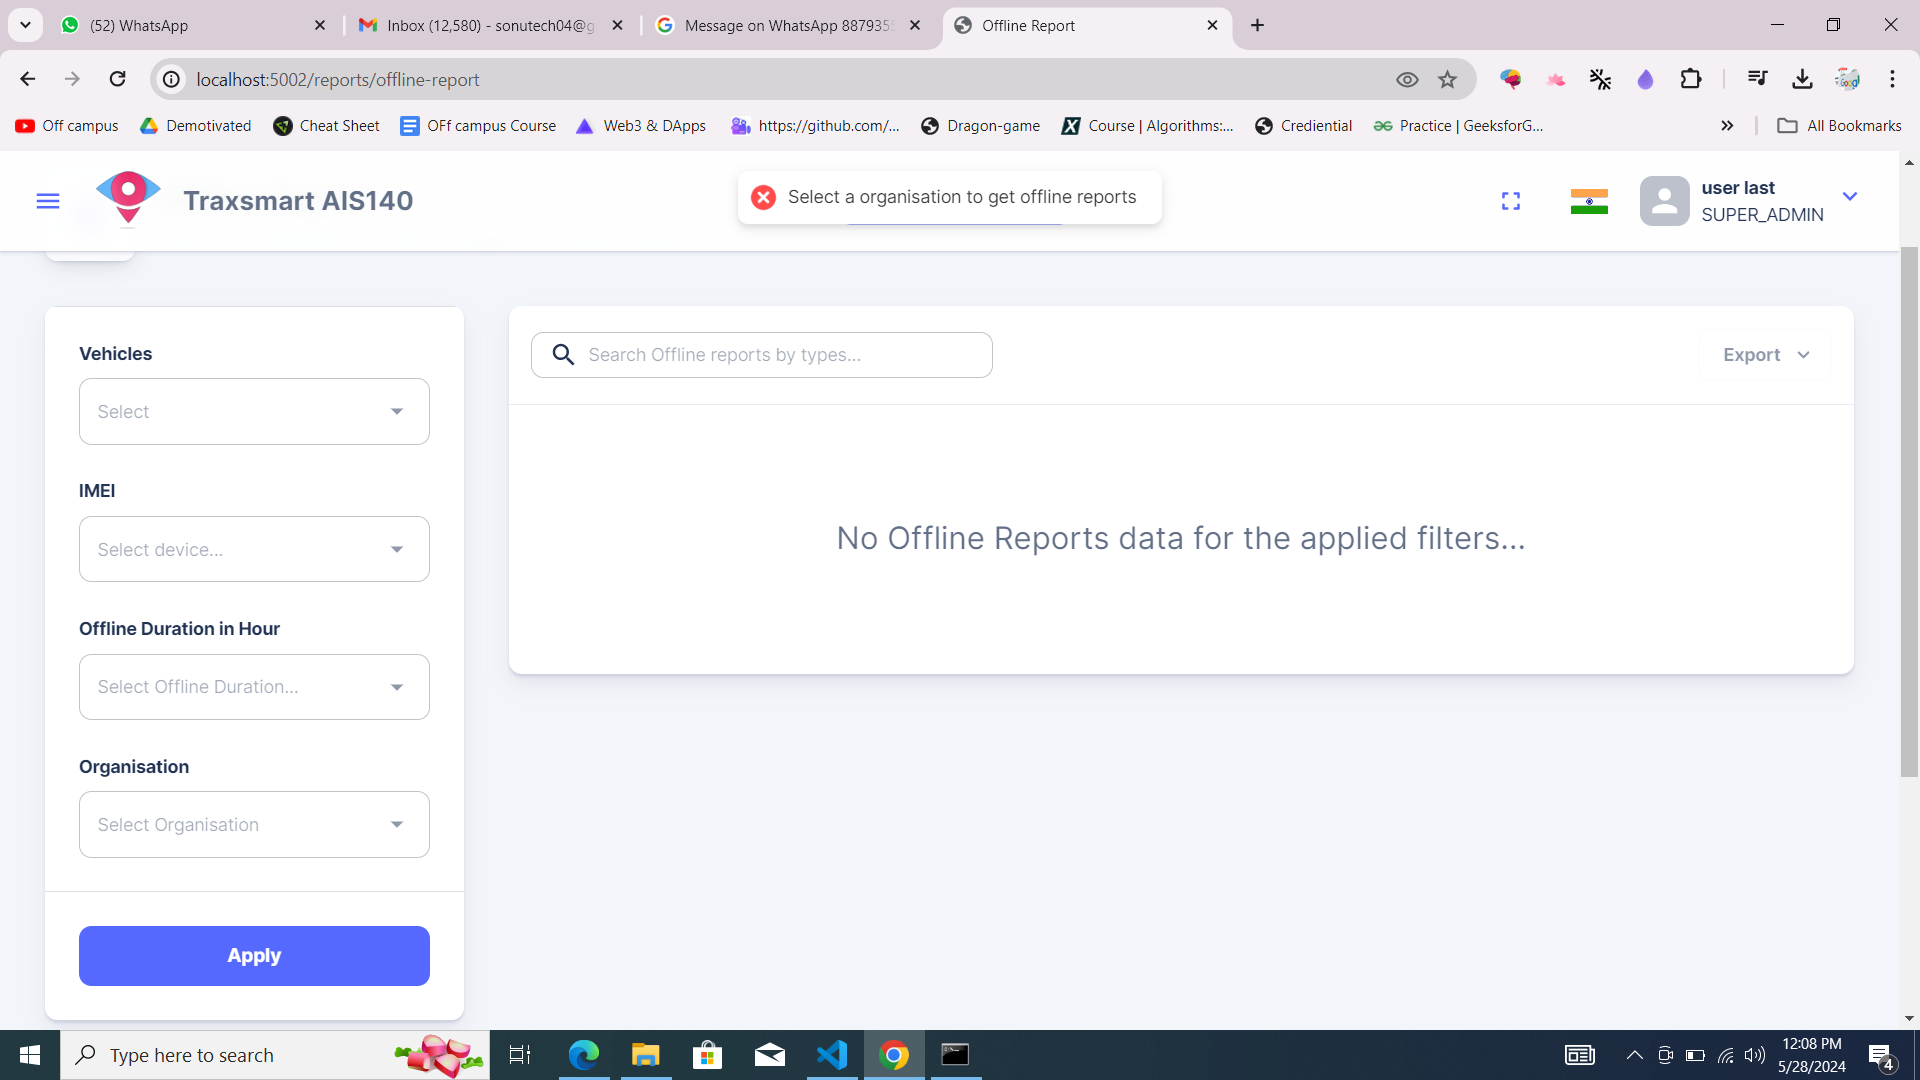 (52) WhatsApp
Inbox (12,580) - sonutech04@g
Message on WhatsApp 887935
Offline Report
localhost:5002/reports/offline-report
Off campus
Demotivated
Cheat Sheet
OFf campus Course
Web3 & DApps
https://github.com/...
Dragon-game
Course | Algorithms:...
Crediential
Practice | GeeksforG...
All Bookmarks
Traxsmart AIS140
Select a organisation to get offline reports
user last
SUPER_ADMIN
Vehicles
Select
IMEI
Select device...
Offline Duration in Hour
Select Offline Duration...
Organisation
Select Organisation
Apply
Search Offline reports by types...
Export
No Offline Reports data for the applied filters...
Type here to search
12:08 PM
5/28/2024
4